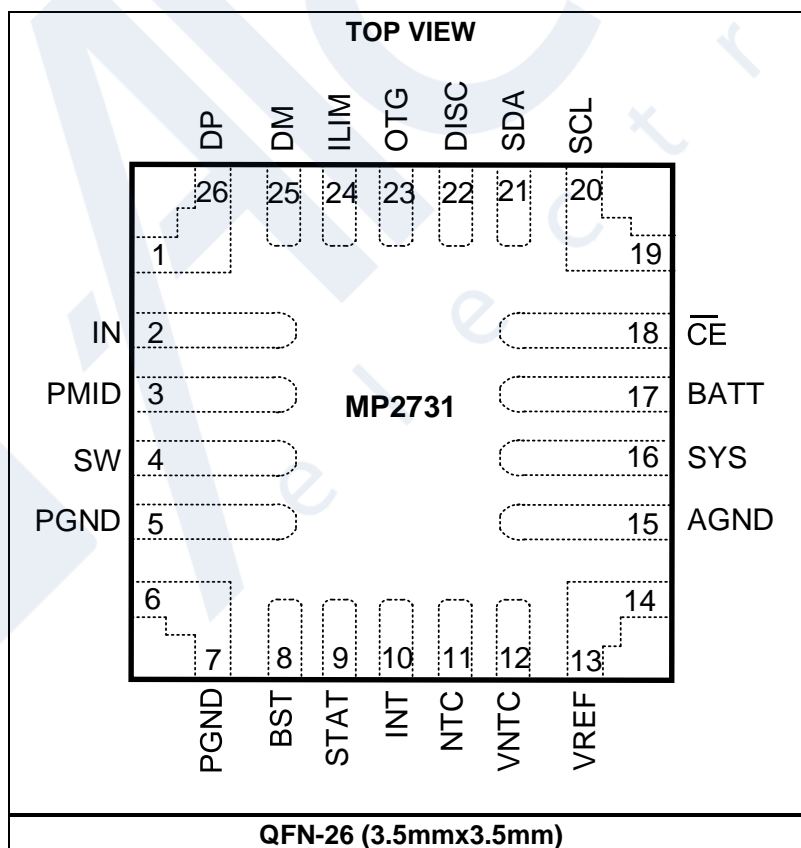 TOP VIEW
DP DM ILIM OTG DISC SDA SCL
26 25 24 23 22 21 20
1 19
IN 2 18 CE
PMID 3 MP2731 17 BATT
SW 4 16 SYS
PGND 5 15 AGND
6 14
7 8 9 10 11 12 13
PGND BST STAT INT NTC VNTC VREF
QFN-26 (3.5mmx3.5mm)